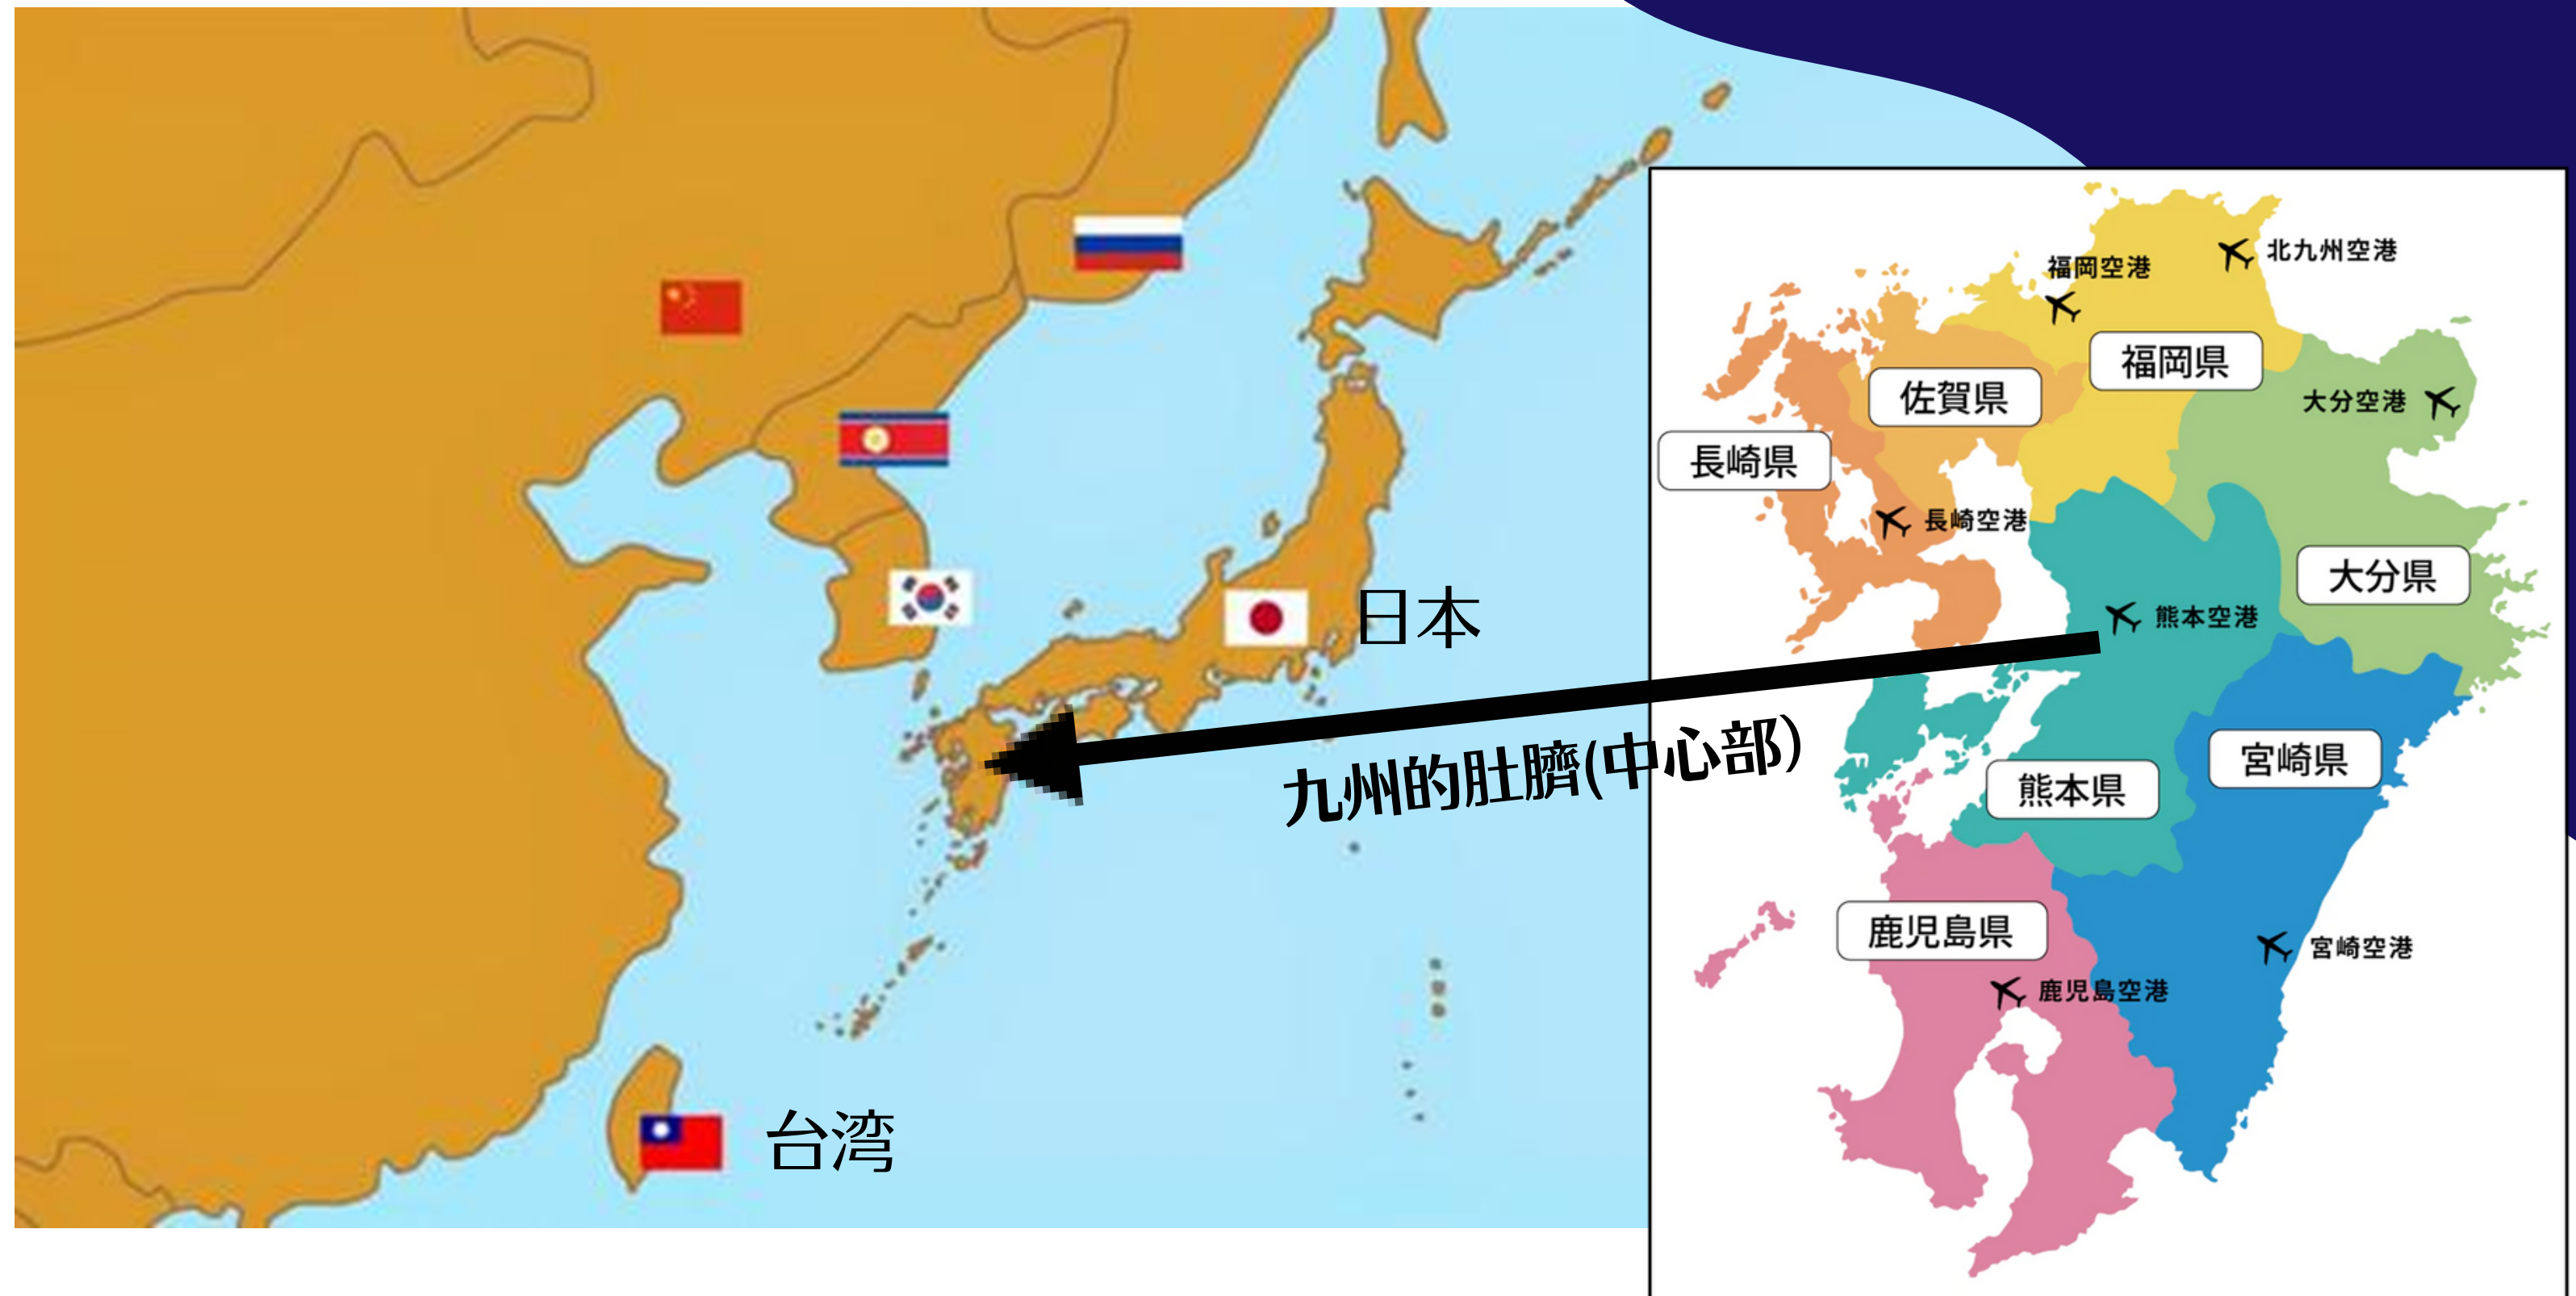 日本
台湾
九州的肚臍(中心部)
福岡空港
北九州空港
福岡県
佐賀県
大分空港
長崎県
長崎空港
大分県
熊本空港
宮崎県
熊本県
鹿児島県
宮崎空港
鹿児島空港